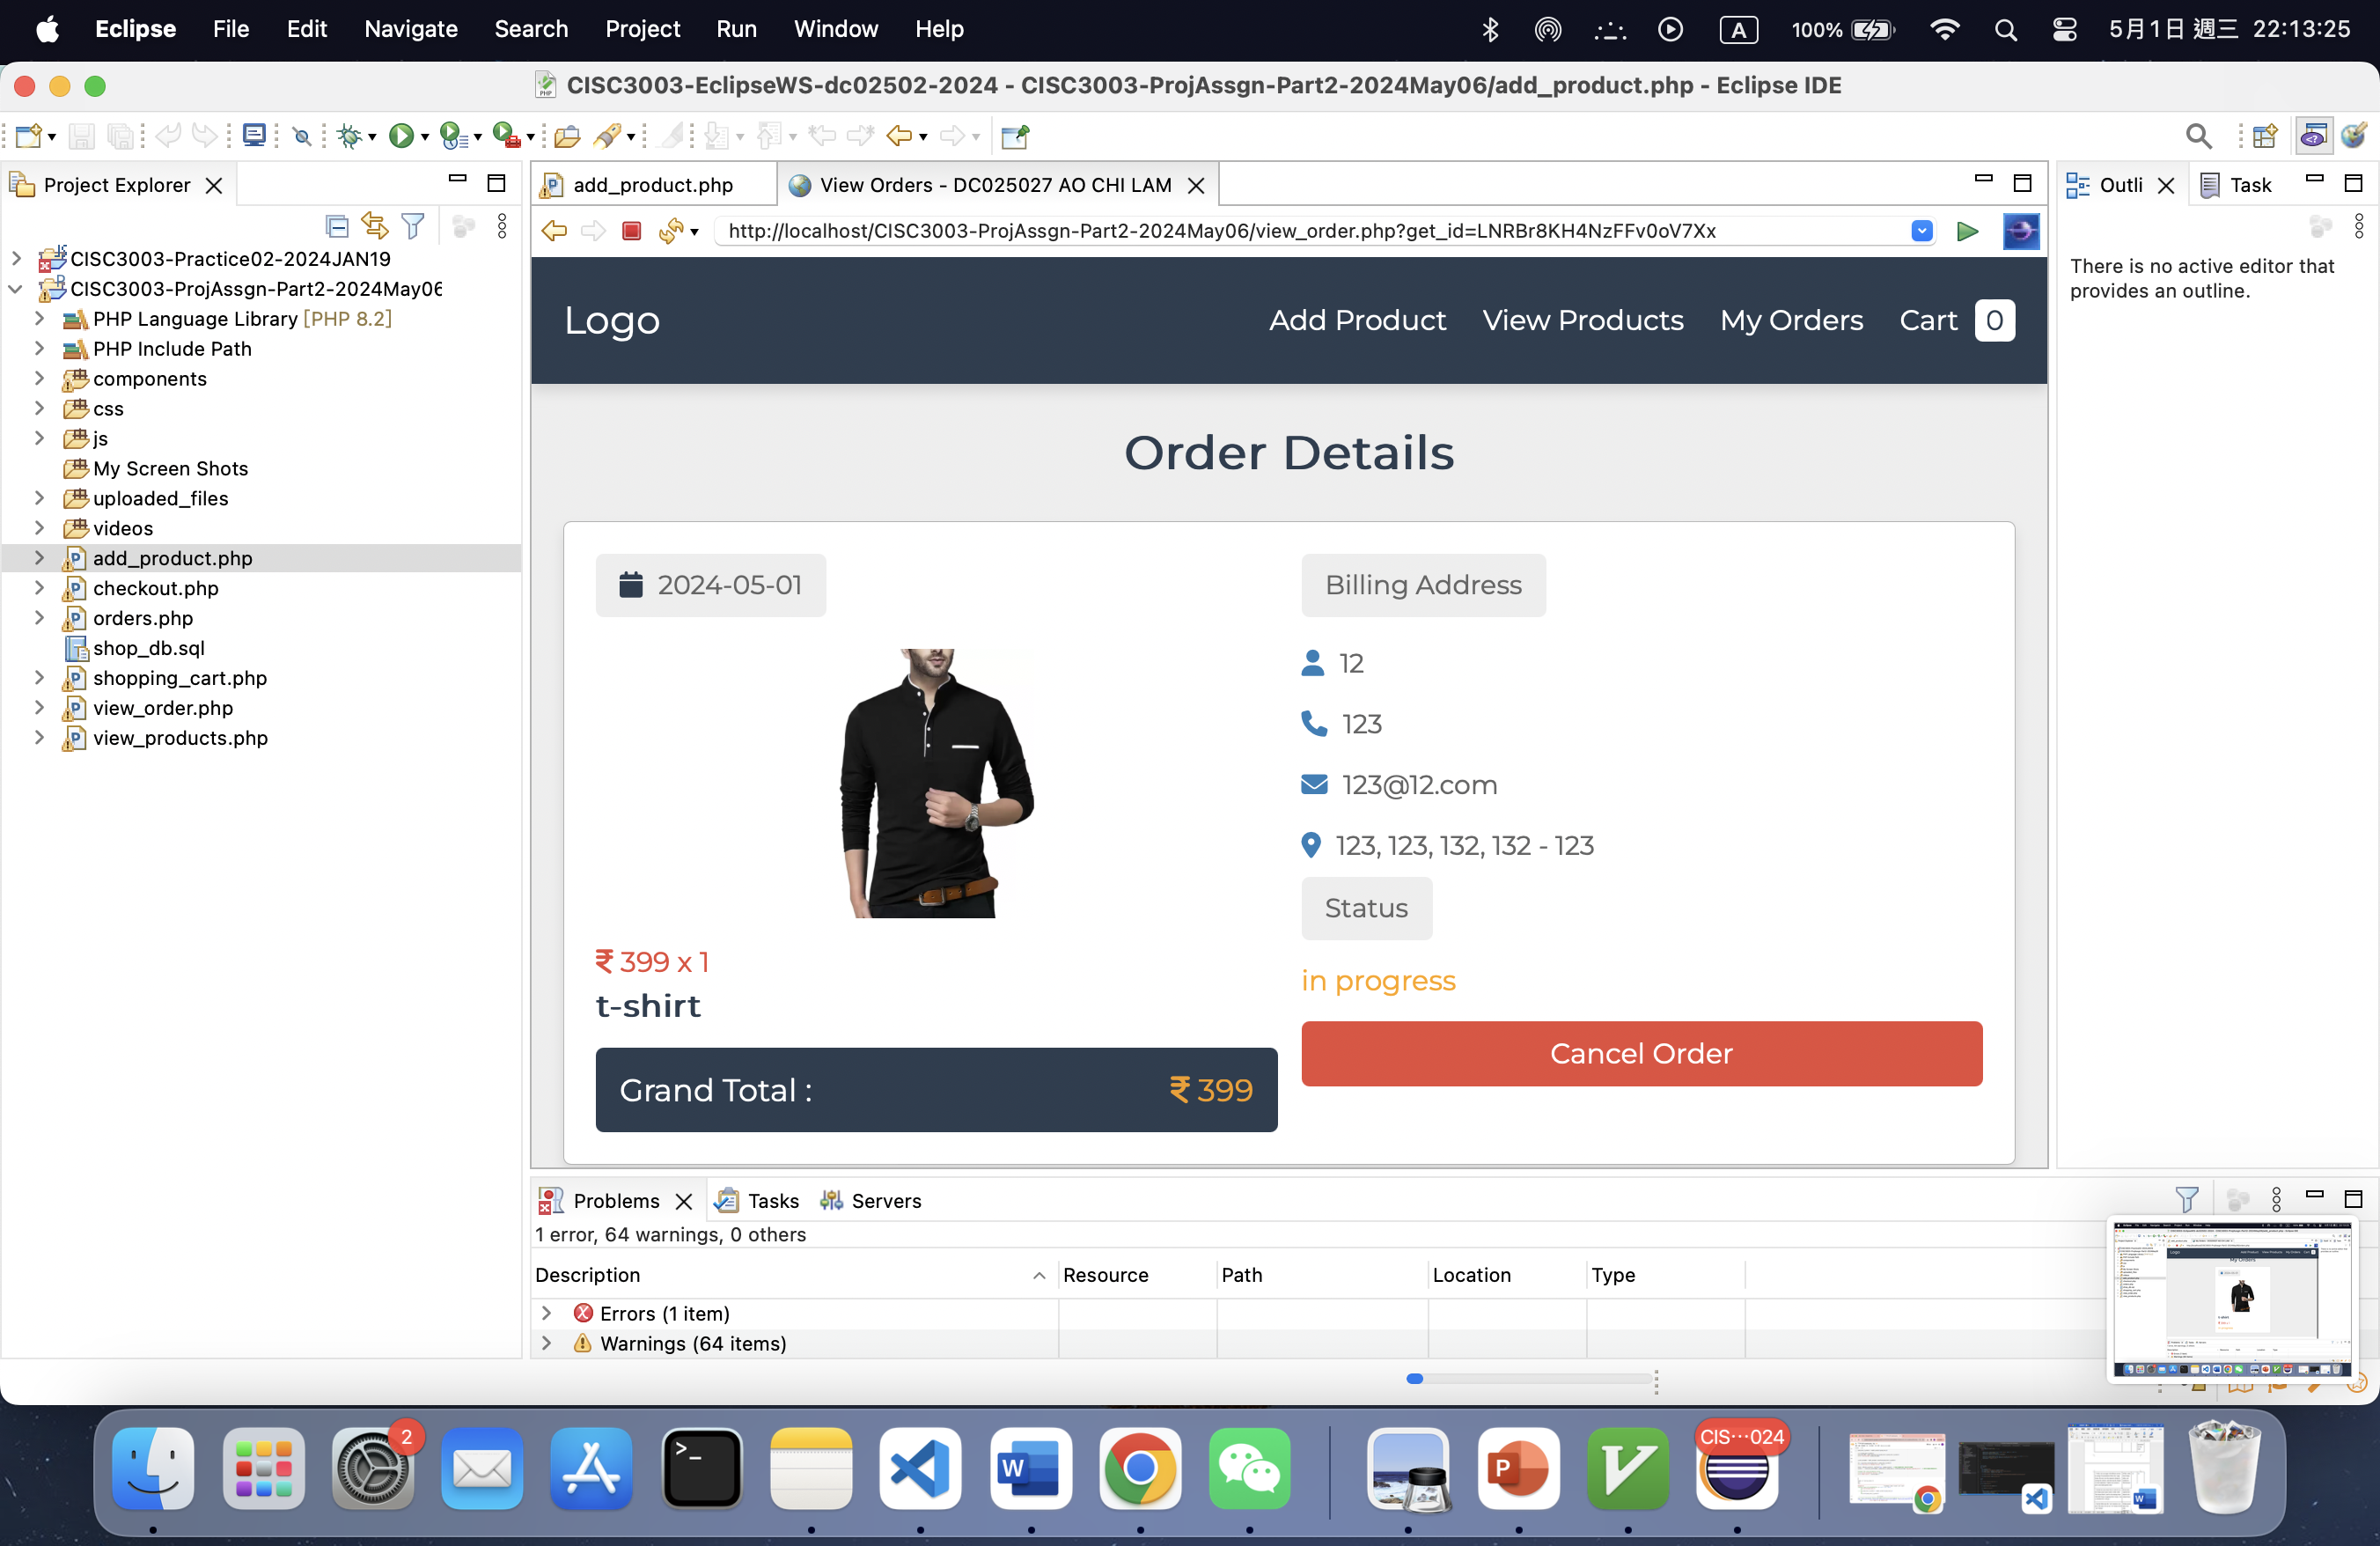 Eclipse File Edit Navigate Search Project Run Window Help A 100% 5月1日 週三 22:13:25
CISC3003-EclipseWS-dc02502-2024 - CISC3003-ProjAssgn-Part2-2024May06/add_product.php - Eclipse IDE
Project Explorer
CISC3003-Practice02-2024JAN19
CISC3003-ProjAssgn-Part2-2024May06
PHP Language Library [PHP 8.2]
PHP Include Path
components
css
js
My Screen Shots
uploaded_files
videos
add_product.php
checkout.php
orders.php
shop_db.sql
shopping_cart.php
view_order.php
view_products.php
add_product.php
View Orders - DC025027 AO CHI LAM
http://localhost/CISC3003-ProjAssgn-Part2-2024May06/view_order.php?get_id=LNRBr8KH4NzFFv0oV7Xx
Logo
Add Product View Products My Orders Cart 0
Order Details
2024-05-01
₹ 399 x 1
t-shirt
Grand Total : ₹ 399
Billing Address
12
123
123@12.com
123, 123, 132, 132 - 123
Status
in progress
Cancel Order
Outli
Task
There is no active editor that
provides an outline.
Problems Tasks Servers
1 error, 64 warnings, 0 others
Description Resource Path Location Type
Errors (1 item)
Warnings (64 items)
2
W
P
CIS···024